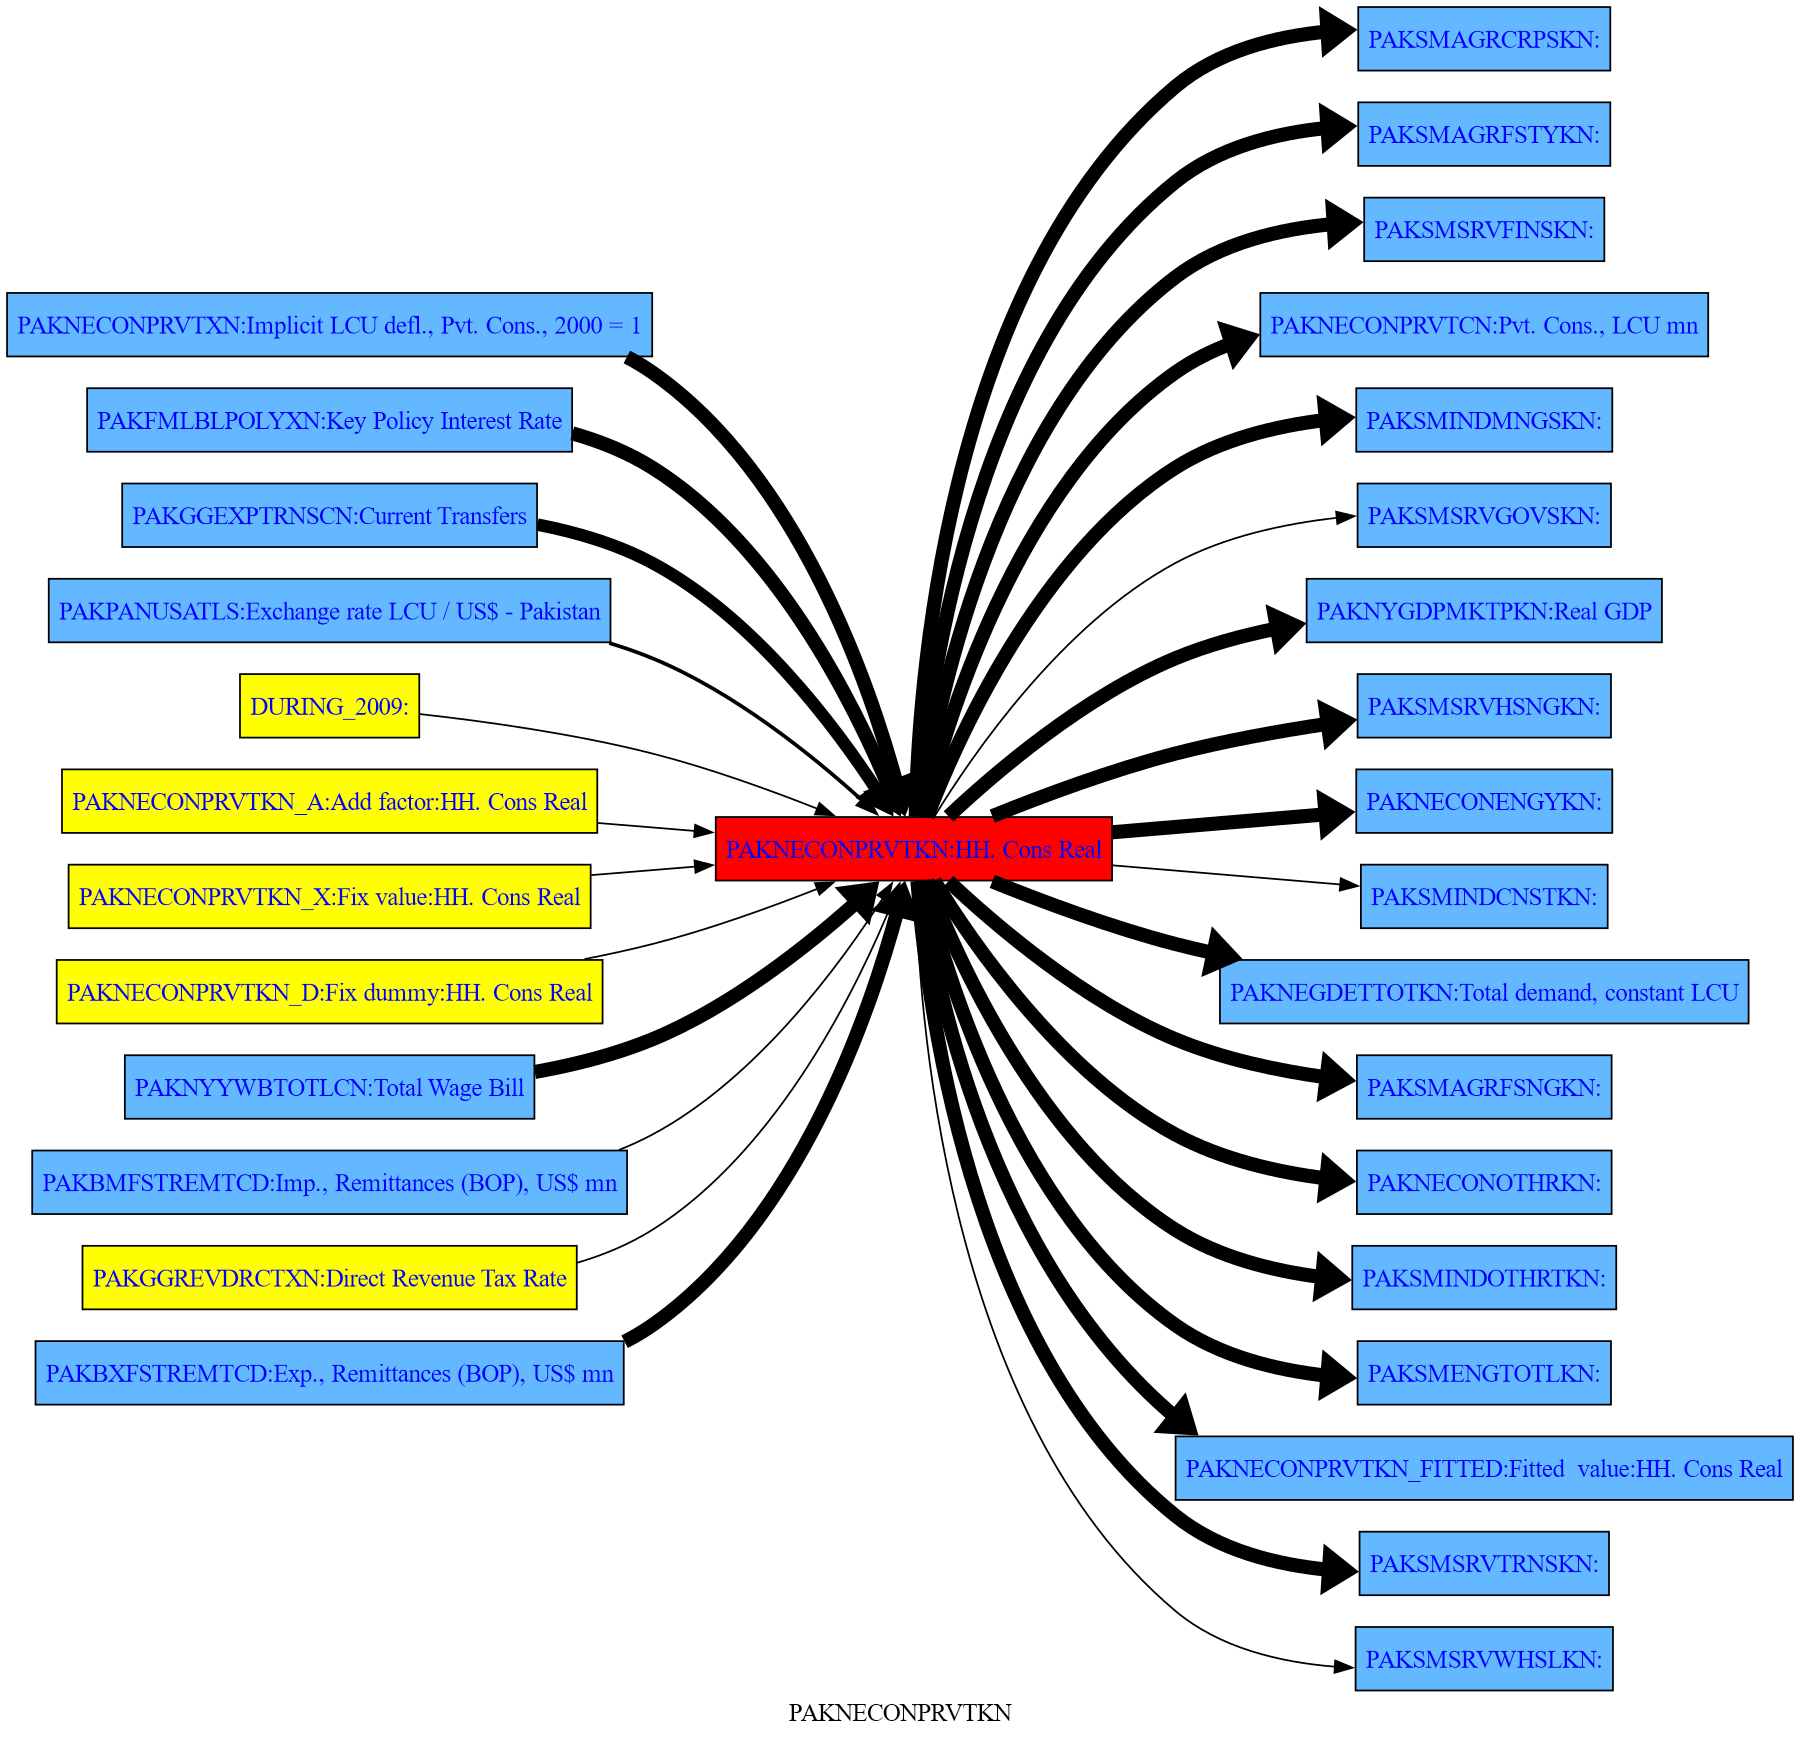 PAKNECONPRVTXN:Implicit LCU defl., Pvt. Cons., 2000 = 1
PAKFMLBLPOLYXN:Key Policy Interest Rate
PAKGGEXPTRNSCN:Current Transfers
PAKPANUSATLS:Exchange rate LCU / US$ - Pakistan
DURING_2009:
PAKNECONPRVTKN_A:Add factor:HH. Cons Real
PAKNECONPRVTKN_X:Fix value:HH. Cons Real
PAKNECONPRVTKN_D:Fix dummy:HH. Cons Real
PAKNYYWBTOTLCN:Total Wage Bill
PAKBMFSTREMTCD:Imp., Remittances (BOP), US$ mn
PAKGGREVDRCTXN:Direct Revenue Tax Rate
PAKBXFSTREMTCD:Exp., Remittances (BOP), US$ mn
PAKNECONPRVTKN:HH. Cons Real
PAKSMAGRCRPSKN:
PAKSMAGRFSTYKN:
PAKSMSRVFINSKN:
PAKNECONPRVTCN:Pvt. Cons., LCU mn
PAKSMINDMNGSKN:
PAKSMSRVGOVSKN:
PAKNYGDPMKTPKN:Real GDP
PAKSMSRVHSNGKN:
PAKNECONENGYKN:
PAKSMINDCNSTKN:
PAKNEGDETTOTKN:Total demand, constant LCU
PAKSMAGRFSNGKN:
PAKNECONOTHRKN:
PAKSMINDOTHRTKN:
PAKSMENGTOTLKN:
PAKNECONPRVTKN_FITTED:Fitted  value:HH. Cons Real
PAKSMSRVTRNSKN:
PAKSMSRVWHSLKN:
PAKNECONPRVTKN